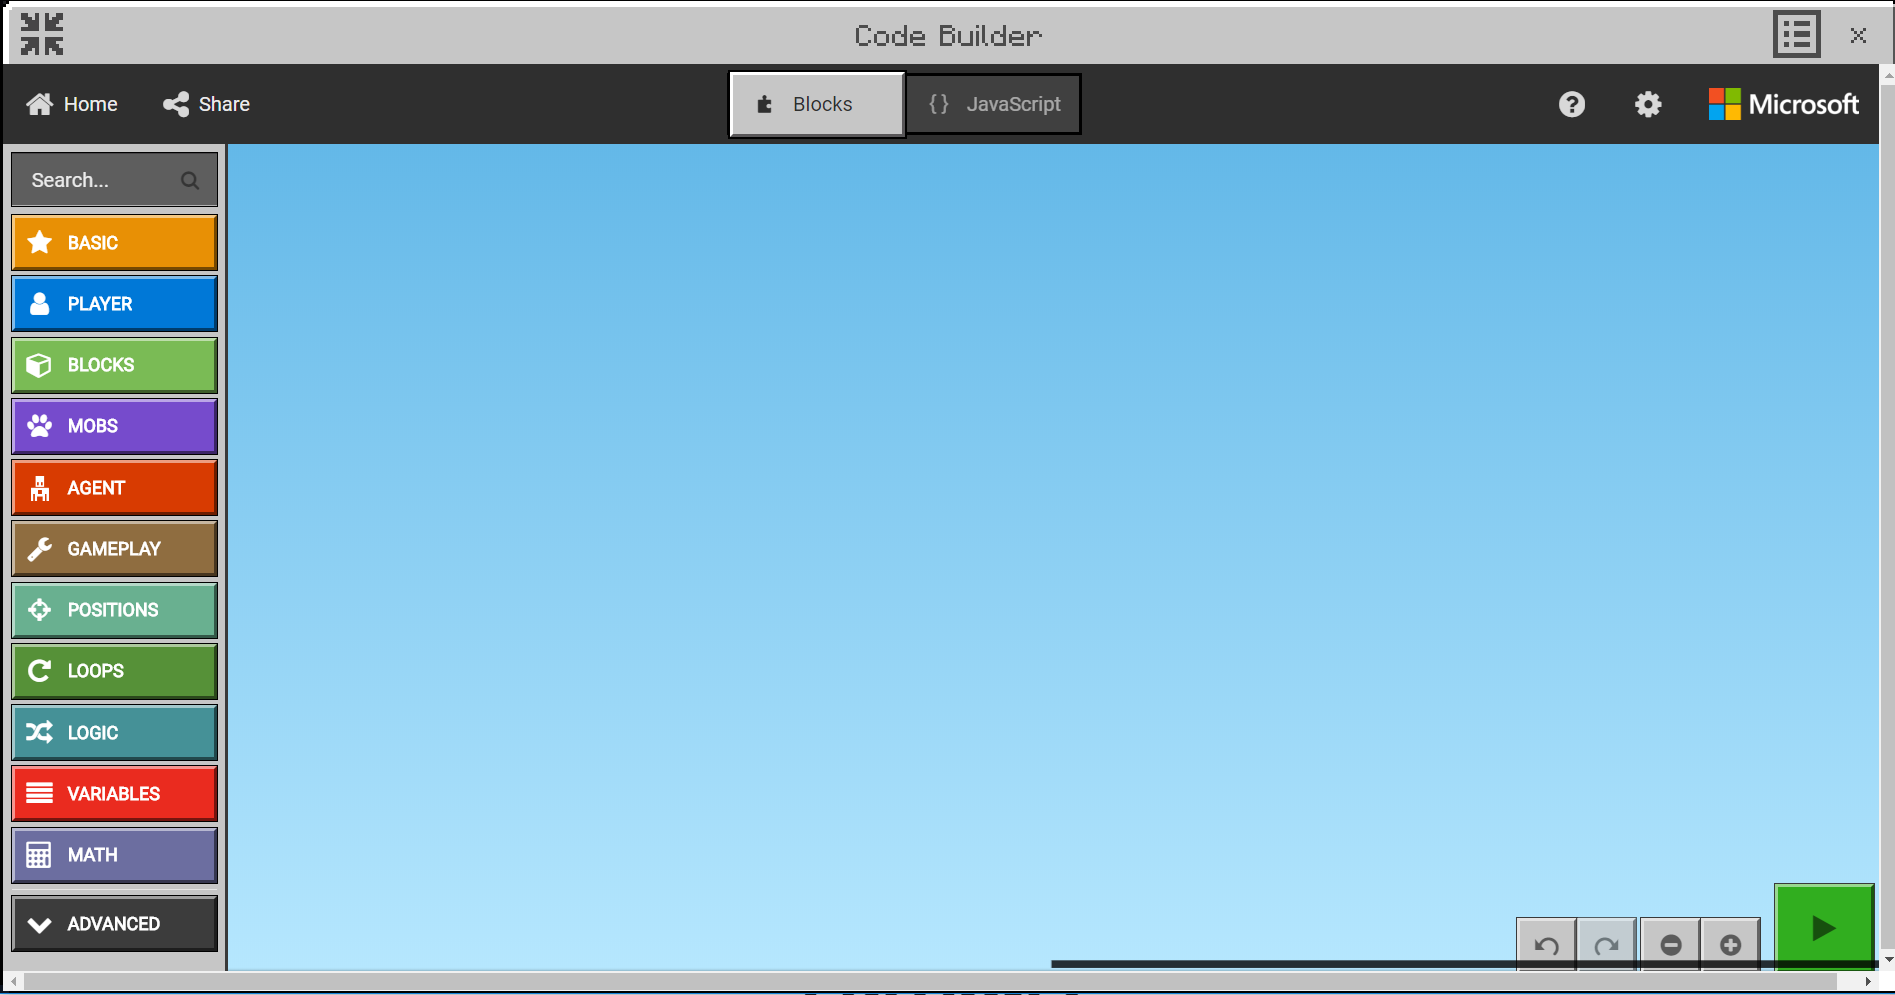 Code Builder
Home
Share
Blocks
{ } JavaScript
Microsoft
Search...
BASIC
PLAYER
BLOCKS
MOBS
AGENT
GAMEPLAY
POSITIONS
LOOPS
LOGIC
VARIABLES
MATH
ADVANCED